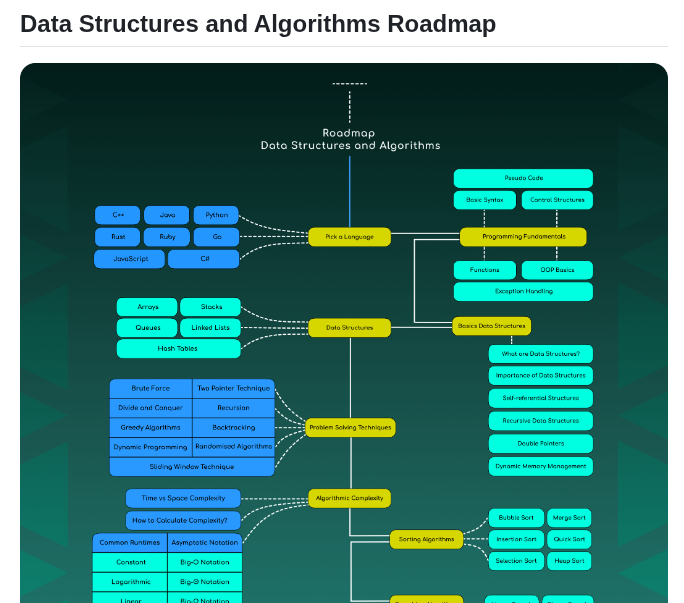 Data Structures and Algorithms Roadmap
Roadmap
Data Structures and Algorithms
Pseudo Code
Basic Syntax
Control Structures
C++
Java
Python
Rust
Ruby
Go
JavaScript
C#
Pick a Language
Programming Fundamentals
Functions
OOP Basics
Exception Handling
Arrays
Stacks
Queues
Linked Lists
Hash Tables
Data Structures
Basics Data Structures
What are Data Structures?
Importance of Data Structures
Self-referential Structures
Recursive Data Structures
Double Pointers
Dynamic Memory Management
Brute Force
Two Pointer Technique
Divide and Conquer
Recursion
Greedy Algorithms
Backtracking
Dynamic Programming
Randomised Algorithms
Sliding Window Technique
Problem Solving Techniques
Time vs Space Complexity
How to Calculate Complexity?
Algorithmic Complexity
Common Runtimes
Asymptotic Notation
Constant
Big-O Notation
Logarithmic
Big-Θ Notation
Linear
Big-Ω Notation
Sorting Algorithms
Bubble Sort
Merge Sort
Insertion Sort
Quick Sort
Selection Sort
Heap Sort